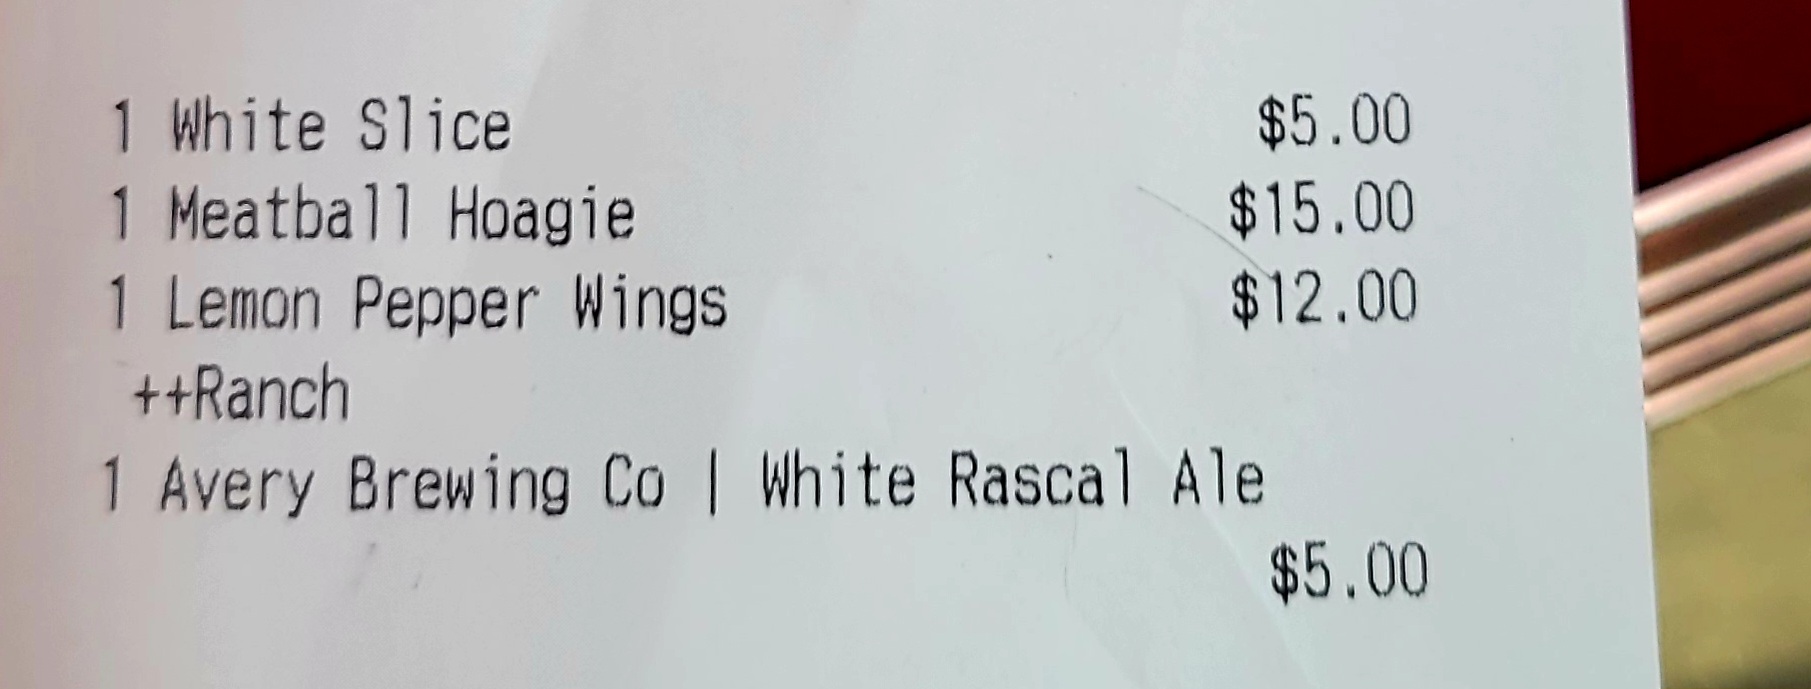 1 White Slice $5.00
1 Meatball Hoagie $15.00
1 Lemon Pepper Wings $12.00
++Ranch
1 Avery Brewing Co | White Rascal Ale
$5.00